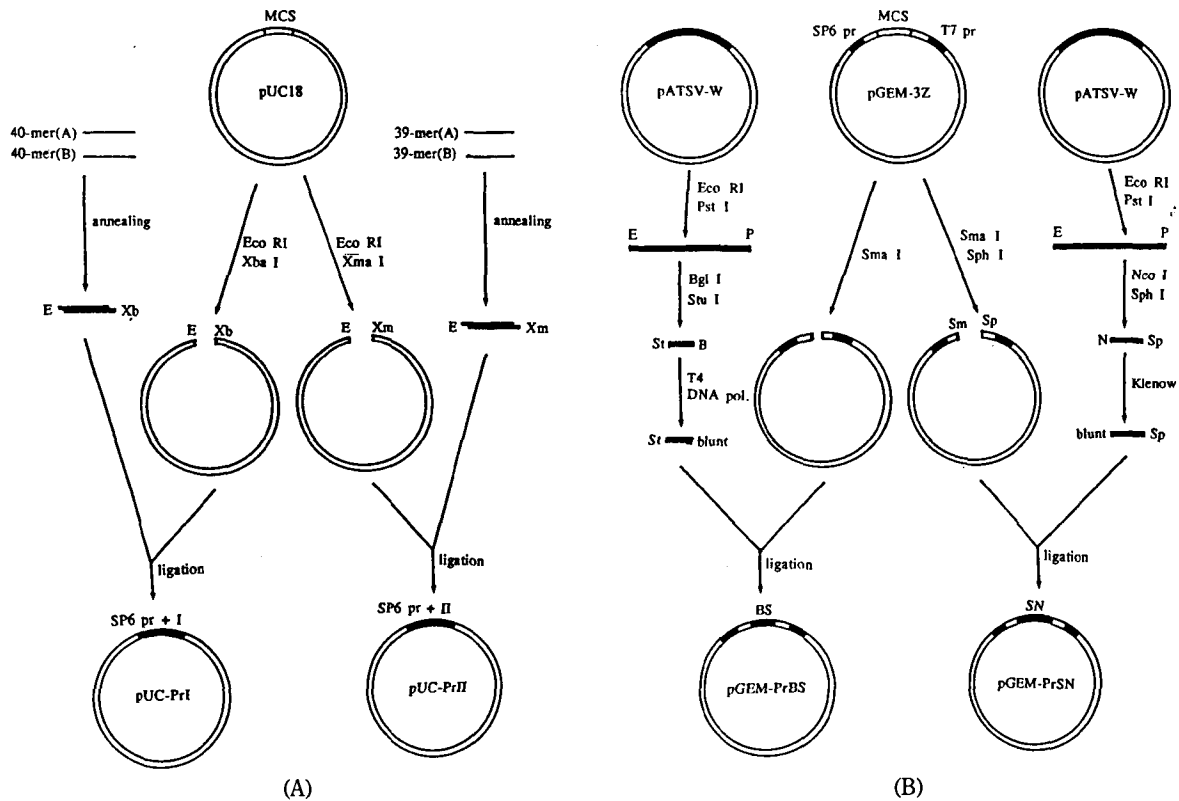 MCS
pUC18
40-mer(A)
40-mer(B)
39-mer(A)
39-mer(B)
annealing
Eco RI
Xba I
Eco RI
Xma I
annealing
E Xb
E Xb
E Xm
E Xm
ligation
ligation
SP6 pr + I
SP6 pr + II
pUC-PrI
pUC-PrII
(A)
MCS
SP6 pr
T7 pr
pATSV-W
pGEM-3Z
pATSV-W
Eco RI
Pst I
Eco RI
Pst I
E P
E P
Bgl I
Stu I
Sma I
Sma I
Sph I
Nco I
Sph I
St B
Sm Sp
N Sp
T4
DNA pol.
Klenow
St blunt
blunt Sp
ligation
ligation
BS
SN
pGEM-PrBS
pGEM-PrSN
(B)